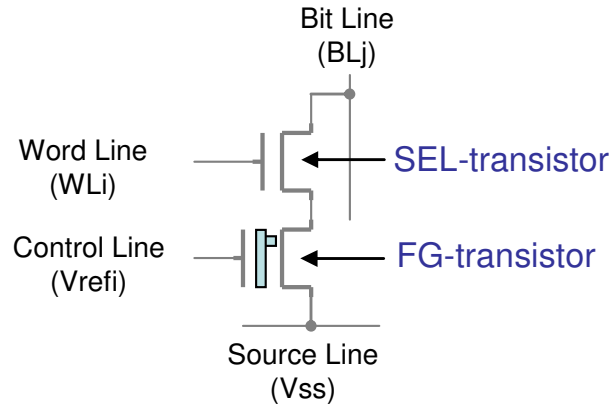 Bit Line
(BLj)
Word Line
(WLi)
SEL-transistor
Control Line
(Vrefi)
FG-transistor
Source Line
(Vss)